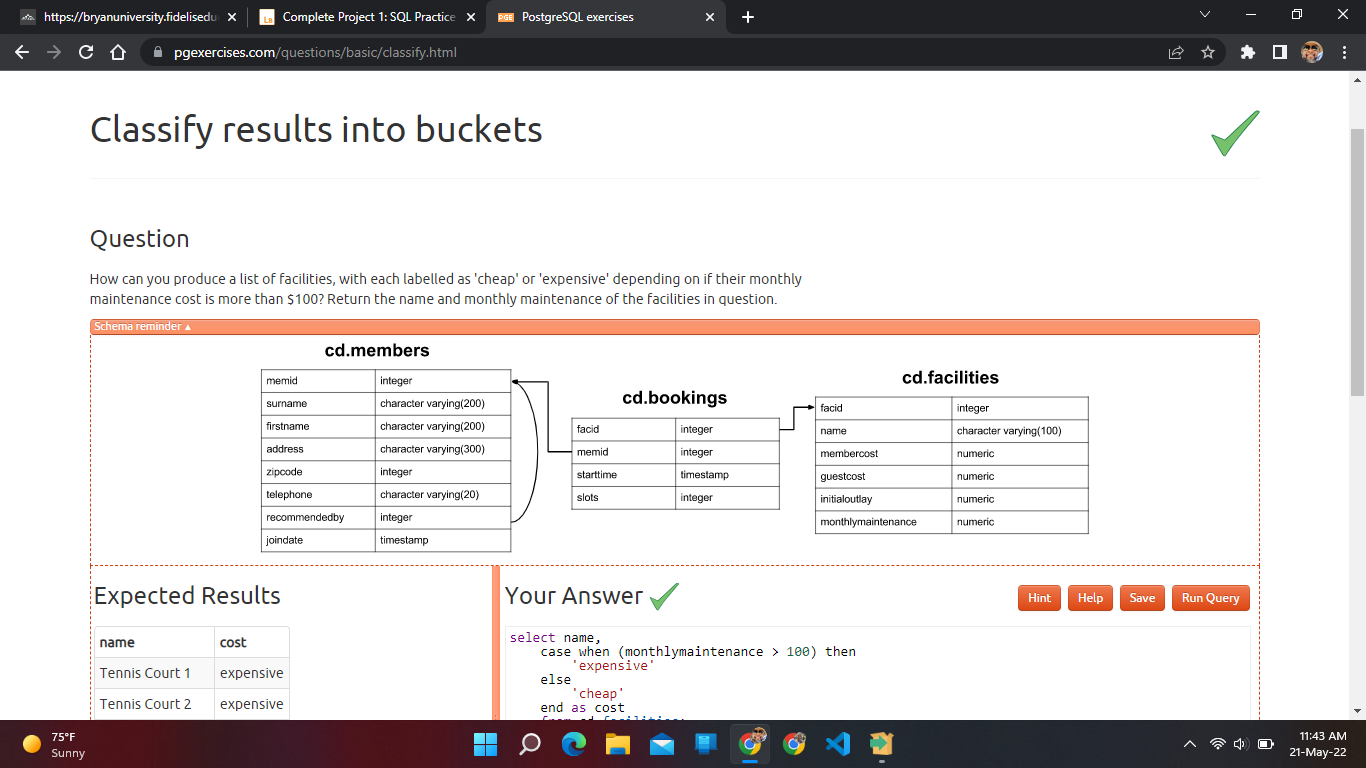 https://bryanuniversity.fidelisedu
Complete Project 1: SQL Practice
PGE PostgreSQL exercises
pgexercises.com/questions/basic/classify.html
Classify results into buckets
Question
How can you produce a list of facilities, with each labelled as 'cheap' or 'expensive' depending on if their monthly
maintenance cost is more than $100? Return the name and monthly maintenance of the facilities in question.
Schema reminder ▲
cd.members
memid integer
surname character varying(200)
firstname character varying(200)
address character varying(300)
zipcode integer
telephone character varying(20)
recommendedby integer
joindate timestamp
cd.bookings
facid integer
memid integer
starttime timestamp
slots integer
cd.facilities
facid integer
name character varying(100)
membercost numeric
guestcost numeric
initialoutlay numeric
monthlymaintenance numeric
Expected Results
name cost
Tennis Court 1 expensive
Tennis Court 2 expensive
Your Answer
Hint Help Save Run Query
select name,
case when (monthlymaintenance > 100) then
'expensive'
else
'cheap'
end as cost
from cd.facilities;
75°F
Sunny
11:43 AM
21-May-22